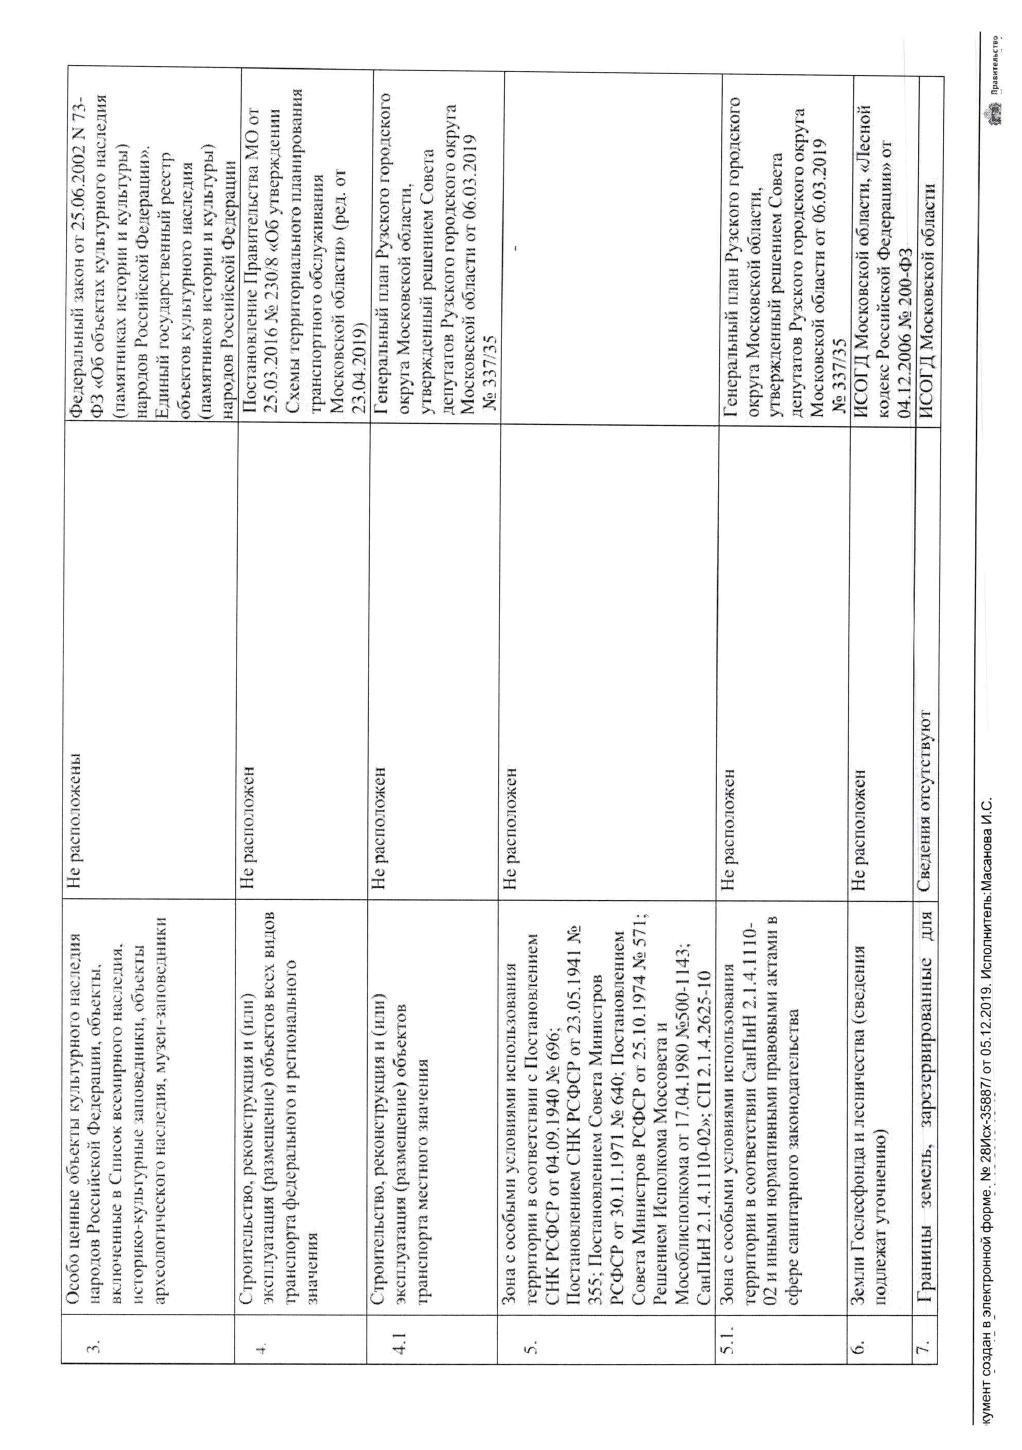 3.
Особо ценные объекты культурного наследия
народов Российской Федерации, объекты,
включенные в Список всемирного наследия,
историко-культурные заповедники, объекты
археологического наследия, музеи-заповедники
Не расположены
Федеральный закон от 25.06.2002 N 73-
ФЗ «Об объектах культурного наследия
(памятниках истории и культуры)
народов Российской Федерации».
Единый государственный реестр
объектов культурного наследия
(памятников истории и культуры)
народов Российской Федерации
4.
Строительство, реконструкция и (или)
эксплуатация (размещение) объектов всех видов
транспорта федерального и регионального
значения
Не расположен
Постановление Правительства МО от
25.03.2016 № 230/8 «Об утверждении
Схемы территориального планирования
транспортного обслуживания
Московской области» (ред. от
23.04.2019)
4.1
Строительство, реконструкция и (или)
эксплуатация (размещение) объектов
транспорта местного значения
Не расположен
Генеральный план Рузского городского
округа Московской области,
утвержденный решением Совета
депутатов Рузского городского округа
Московской области от 06.03.2019
№ 337/35
5.
Зона с особыми условиями использования
территории в соответствии с Постановлением
СНК РСФСР от 04.09.1940 № 696;
Постановлением СНК РСФСР от 23.05.1941 №
355; Постановлением Совета Министров
РСФСР от 30.11.1971 № 640; Постановлением
Совета Министров РСФСР от 25.10.1974 № 571;
Решением Исполкома Моссовета и
Мособлисполкома от 17.04.1980 №500-1143;
СанПиН 2.1.4.1110-02»; СП 2.1.4.2625-10
Не расположен
-
5.1.
Зона с особыми условиями использования
территории в соответствии СанПиН 2.1.4.1110-
02 и иными нормативными правовыми актами в
сфере санитарного законодательства
Не расположен
Генеральный план Рузского городского
округа Московской области,
утвержденный решением Совета
депутатов Рузского городского округа
Московской области от 06.03.2019
№ 337/35
6.
Земли Гослесфонда и лесничества (сведения
подлежат уточнению)
Не расположен
ИСОГД Московской области, «Лесной
кодекс Российской Федерации» от
04.12.2006 № 200-ФЗ
7.
Границы земель, зарезервированные для
Сведения отсутствуют
ИСОГД Московской области
кумент создан в электронной форме. № 28Исх-35887/ от 05.12.2019. Исполнитель:Масанова И.С.
Правительство